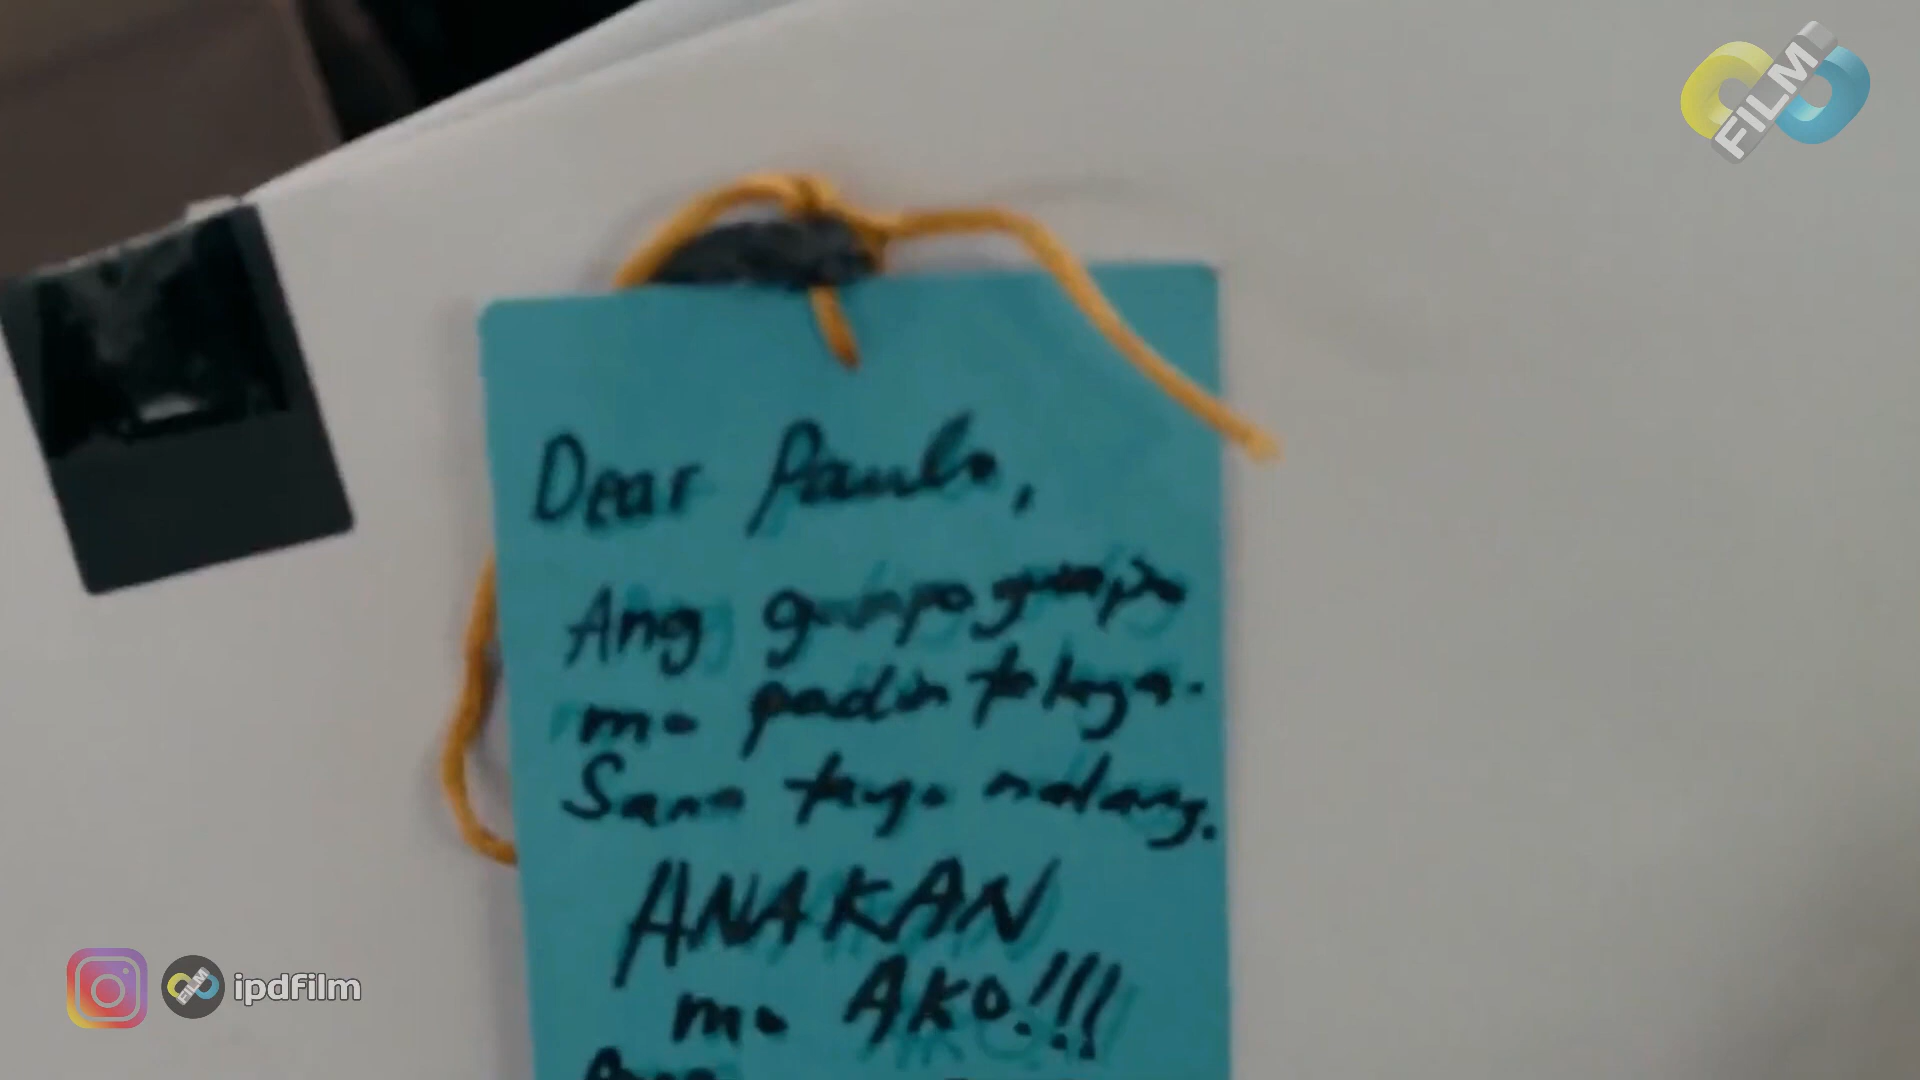 FILM
Dear Paulo,
Ang gwapo gwapo
mo padin talaga.
Sana tayo nalang.
ANAKAN
mo AKO!!!
ipdfilm